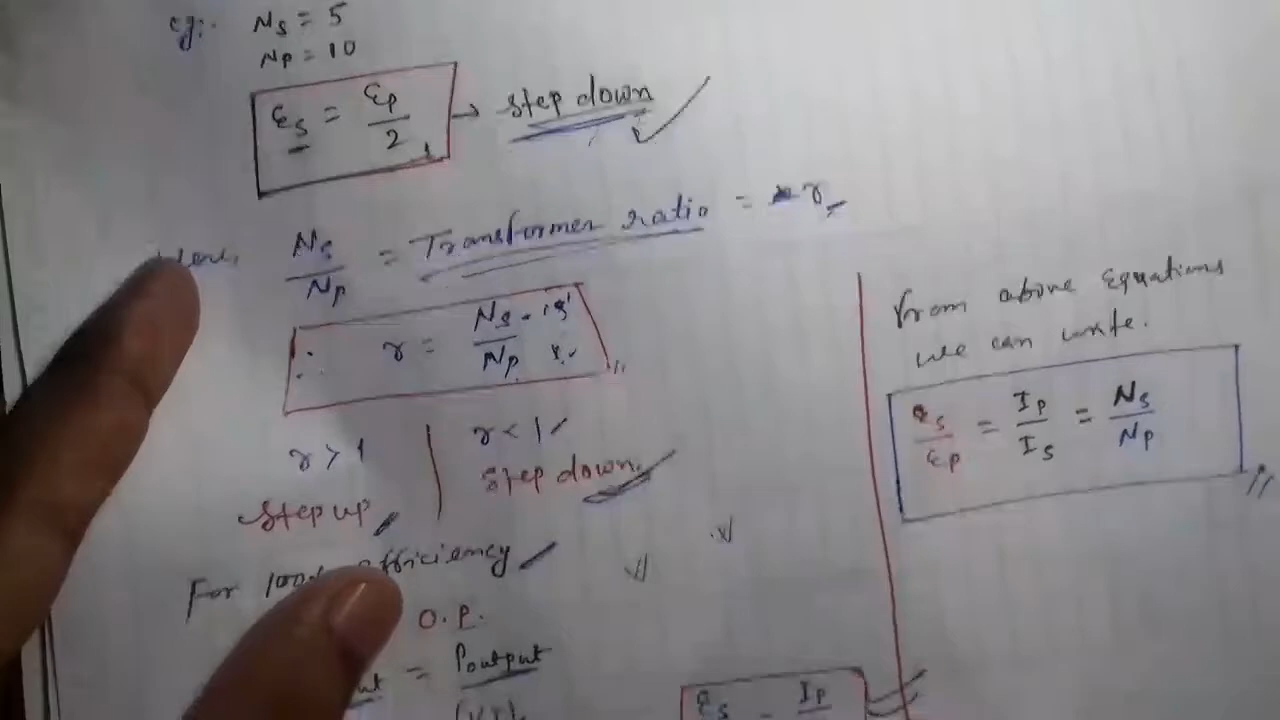 eg:- Ns = 5
Np = 10
εs = εp/2 → step down
Ns/Np = Transformer ratio = r
∴ r = Ns/Np
r > 1 | r < 1
step up | step down
For efficiency
O.P.
= Poutput
εs Ip
from above Equations
we can write.
εs/εp = Ip/Is = Ns/Np